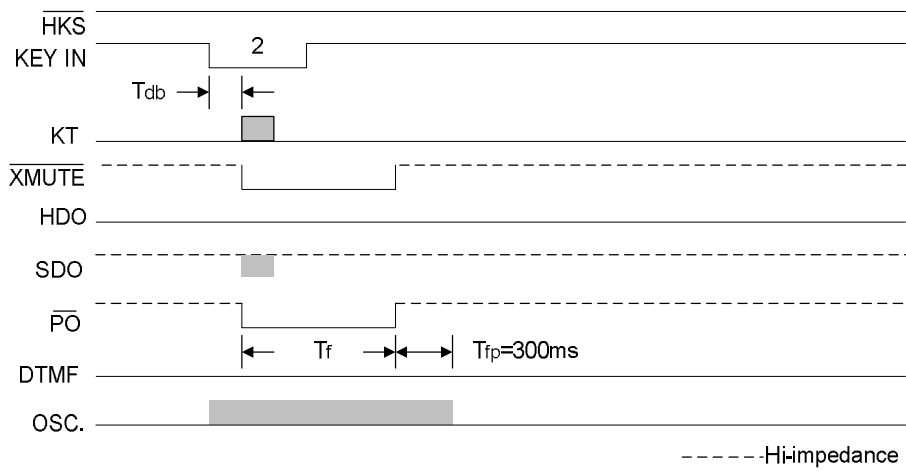 HKS
KEY IN
2
Tdb
KT
XMUTE
HDO
SDO
PO
Tf
Tfp=300ms
DTMF
OSC.
Hi-impedance